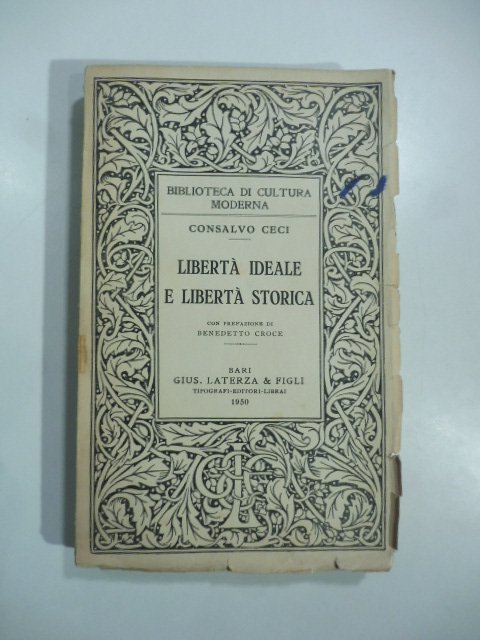 BIBLIOTECA DI CULTURA
MODERNA
CONSALVO CECI
LIBERTÀ IDEALE
E LIBERTÀ STORICA
CON PREFAZIONE DI
BENEDETTO CROCE
BARI
GIUS. LATERZA & FIGLI
TIPOGRAFI-EDITORI-LIBRAI
1950